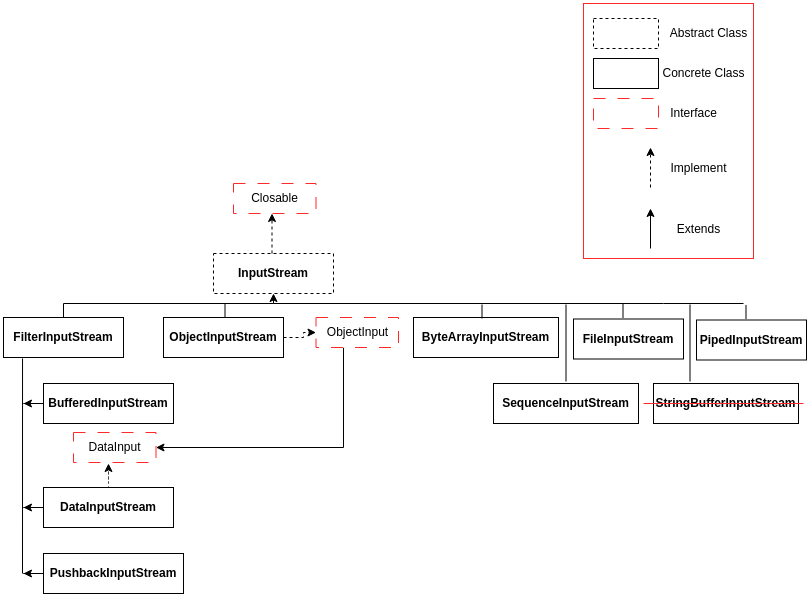 Abstract Class
Concrete Class
Interface
Implement
Extends
Closable
InputStream
FilterInputStream
ObjectInputStream
ObjectInput
ByteArrayInputStream
FileInputStream
PipedInputStream
BufferedInputStream
SequenceInputStream
StringBufferInputStream
DataInput
DataInputStream
PushbackInputStream